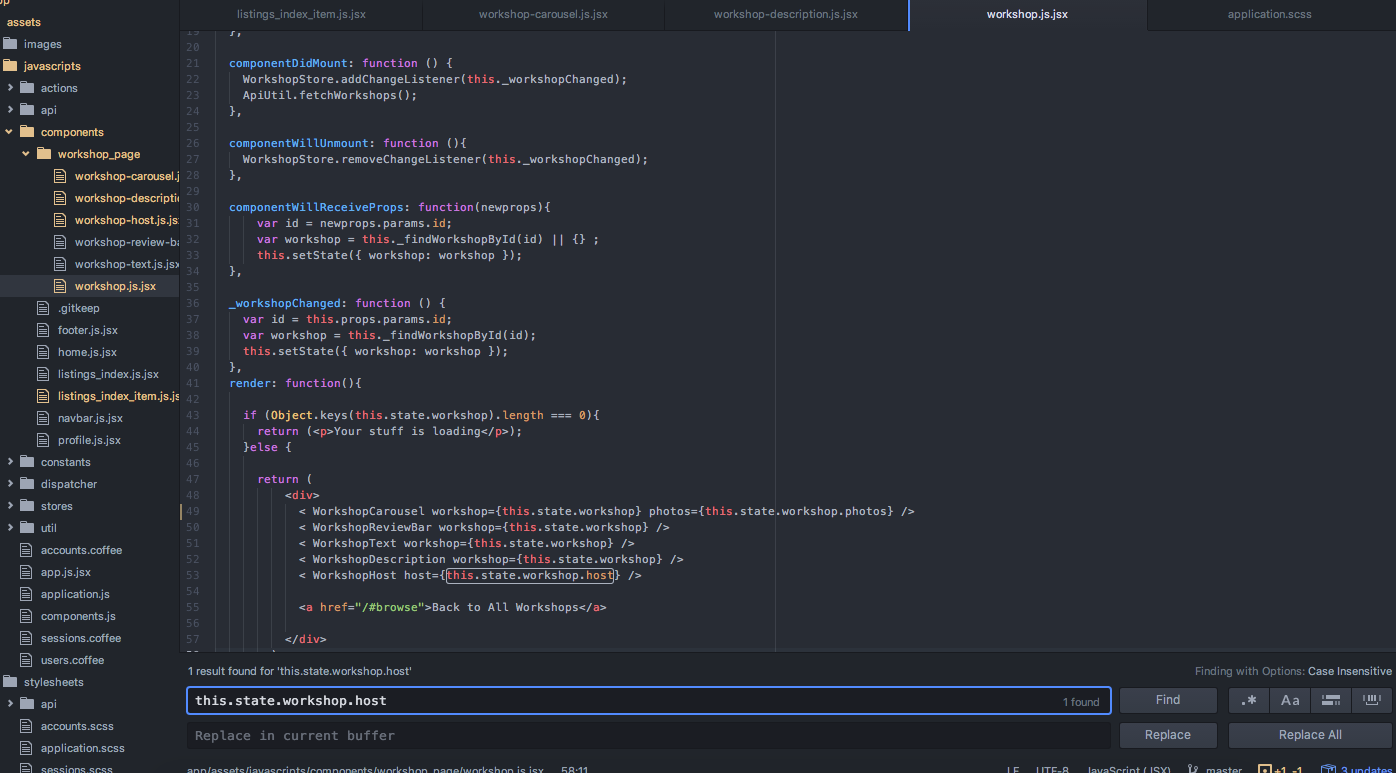 assets
images
javascripts
actions
api
components
workshop_page
workshop-carousel.j
workshop-descriptio
workshop-host.js.js
workshop-review-ba
workshop-text.js.jsx
workshop.js.jsx
.gitkeep
footer.js.jsx
home.js.jsx
listings_index.js.jsx
listings_index_item.js.js
navbar.js.jsx
profile.js.jsx
constants
dispatcher
stores
util
accounts.coffee
app.js.jsx
application.js
components.js
sessions.coffee
users.coffee
stylesheets
api
accounts.scss
application.scss
sessions.scss
listings_index_item.js.jsx workshop-carousel.js.jsx workshop-description.js.jsx workshop.js.jsx application.scss
19 },
20
21 componentDidMount: function () {
22 WorkshopStore.addChangeListener(this._workshopChanged);
23 ApiUtil.fetchWorkshops();
24 },
25
26 componentWillUnmount: function (){
27 WorkshopStore.removeChangeListener(this._workshopChanged);
28 },
29
30 componentWillReceiveProps: function(newprops){
31 var id = newprops.params.id;
32 var workshop = this._findWorkshopById(id) || {} ;
33 this.setState({ workshop: workshop });
34 },
35
36 _workshopChanged: function () {
37 var id = this.props.params.id;
38 var workshop = this._findWorkshopById(id);
39 this.setState({ workshop: workshop });
40 },
41 render: function(){
42
43 if (Object.keys(this.state.workshop).length === 0){
44 return (<p>Your stuff is loading</p>);
45 }else {
46
47 return (
48 <div>
49 < WorkshopCarousel workshop={this.state.workshop} photos={this.state.workshop.photos} />
50 < WorkshopReviewBar workshop={this.state.workshop} />
51 < WorkshopText workshop={this.state.workshop} />
52 < WorkshopDescription workshop={this.state.workshop} />
53 < WorkshopHost host={this.state.workshop.host} />
54
55 <a href="/#browse">Back to All Workshops</a>
56
57 </div>
1 result found for 'this.state.workshop.host' Finding with Options: Case Insensitive
this.state.workshop.host 1 found Find .* Aa
Replace in current buffer Replace Replace All
app/assets/javascripts/components/workshop_page/workshop.js.jsx 58:11 LF UTF-8 JavaScript (JSX) master +1, -1 3 updates